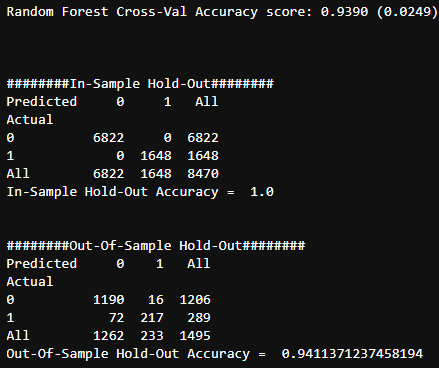 Random Forest Cross-Val Accuracy score: 0.9390 (0.0249)
########In-Sample Hold-Out########
Predicted     0     1   All
Actual
0          6822     0  6822
1             0  1648  1648
All        6822  1648  8470
In-Sample Hold-Out Accuracy =  1.0
########Out-Of-Sample Hold-Out########
Predicted     0    1   All
Actual
0          1190   16  1206
1            72  217   289
All        1262  233  1495
Out-Of-Sample Hold-Out Accuracy =  0.9411371237458194